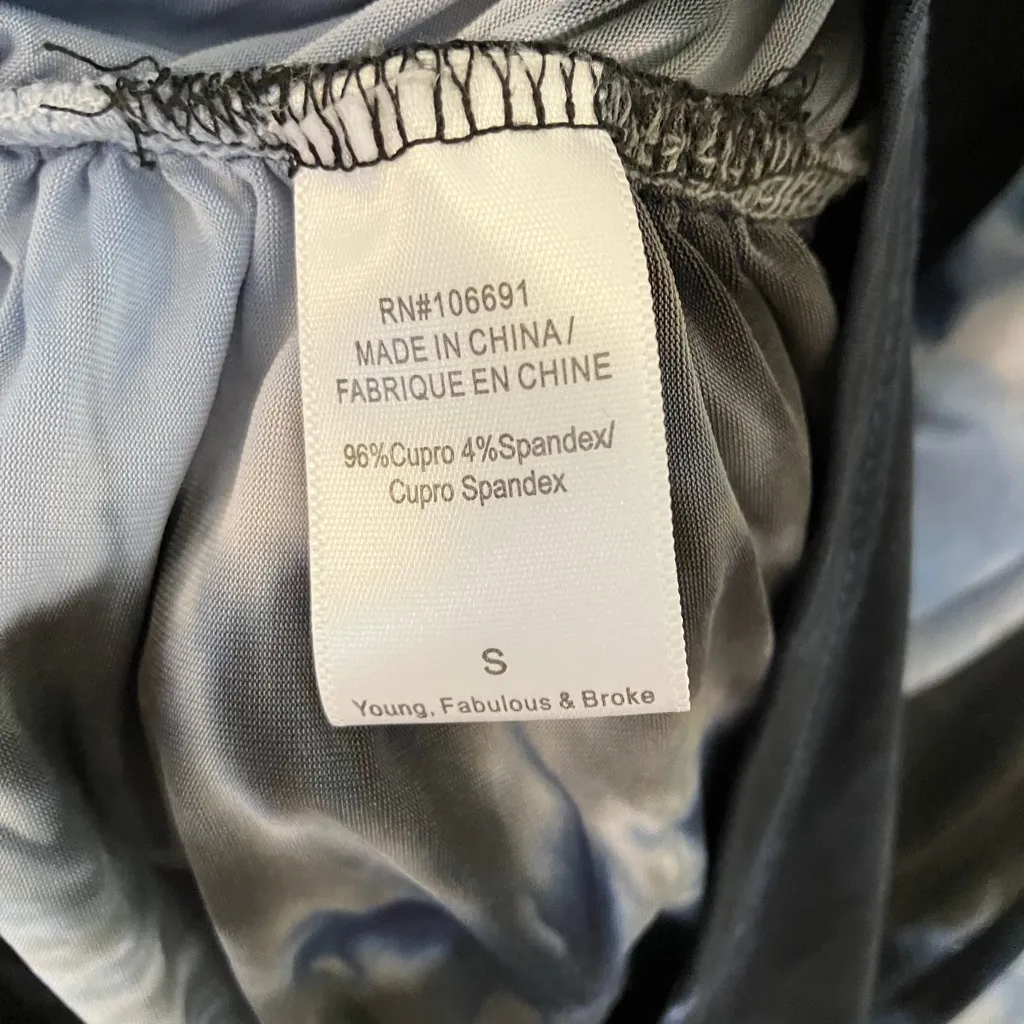 RN#106691
MADE IN CHINA/
FABRIQUE EN CHINE
96%Cupro 4%Spandex/
Cupro Spandex
S
Young, Fabulous & Broke